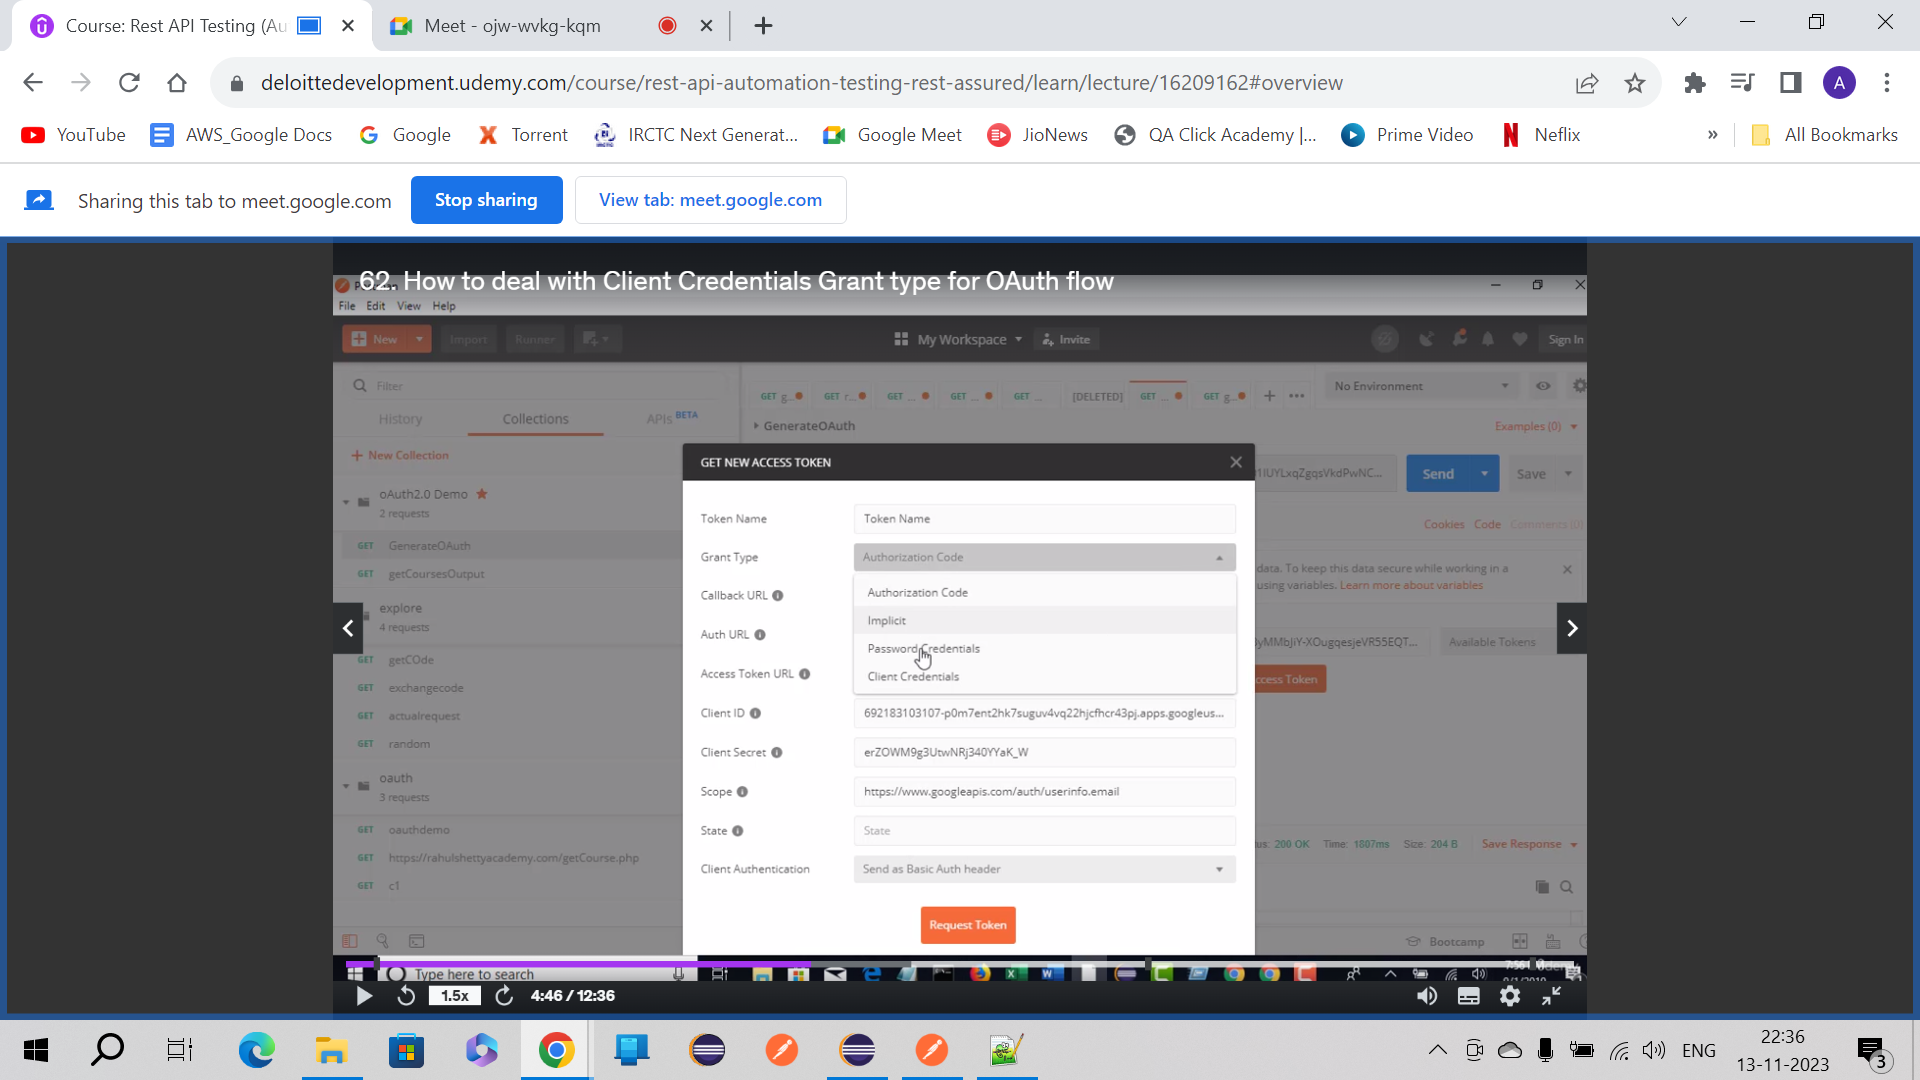 Course: Rest API Testing (Au
Meet - ojw-wvkg-kqm
deloittedevelopment.udemy.com/course/rest-api-automation-testing-rest-assured/learn/lecture/16209162#overview
A
YouTube
AWS_Google Docs
Google
Torrent
IRCTC Next Generat...
Google Meet
JioNews
QA Click Academy |...
Prime Video
Neflix
»
All Bookmarks
Sharing this tab to meet.google.com
Stop sharing
View tab: meet.google.com
62. How to deal with Client Credentials Grant type for OAuth flow
File Edit View Help
New
Import
Runner
My Workspace
Invite
Sign In
Filter
History
Collections
APIs BETA
GET g...
GET r...
GET ...
GET ...
GET ...
[DELETED]
GET ...
GET g...
No Environment
GenerateOAuth
Examples (0)
+ New Collection
oAuth2.0 Demo
2 requests
GET GenerateOAuth
GET getCoursesOutput
explore
4 requests
GET getCOde
GET exchangecode
GET actualrequest
GET random
oauth
3 requests
GET oauthdemo
GET https://rahulshettyacademy.com/getCourse.php
GET c1
Send
Save
Cookies Code Comments (0)
data. To keep this data secure while working in a
using variables. Learn more about variables
Available Tokens
ccess Token
GET NEW ACCESS TOKEN
Token Name
Token Name
Grant Type
Authorization Code
Authorization Code
Implicit
Password Credentials
Client Credentials
Callback URL
Auth URL
Access Token URL
Client ID
692183103107-p0m7ent2hk7suguv4vq22hjcfhcr43pj.apps.googleus...
Client Secret
erZOWM9g3UtwNRj340YYaK_W
Scope
https://www.googleapis.com/auth/userinfo.email
State
State
Client Authentication
Send as Basic Auth header
Request Token
us: 200 OK Time: 1807ms Size: 204 B Save Response
Bootcamp
Type here to search
1.5x
4:46 / 12:36
ENG
22:36
13-11-2023
3